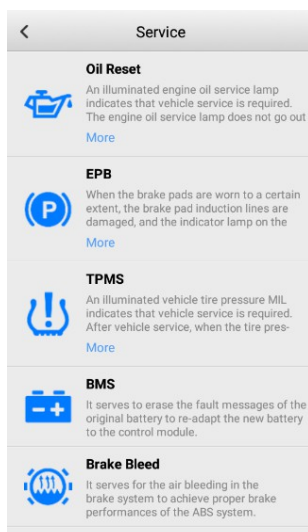 Service
Oil Reset
An illuminated engine oil service lamp
indicates that vehicle service is required.
The engine oil service lamp does not go out
More
EPB
P
When the brake pads are worn to a certain
extent, the brake pad induction lines are
damaged, and the indicator lamp on the
More
TPMS
An illuminated vehicle tire pressure MIL
indicates that vehicle service is required.
After vehicle service, when the tire pres-
More
BMS
It serves to erase the fault messages of the
original battery to re-adapt the new battery
to the control module.
Brake Bleed
It serves for the air bleeding in the
brake system to achieve proper brake
performances of the ABS system.